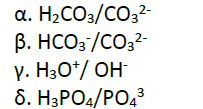 α. H₂CO₃/CO₃²⁻
β. HCO₃⁻/CO₃²⁻
γ. H₃O⁺/ OH⁻
δ. H₃PO₄/PO₄³